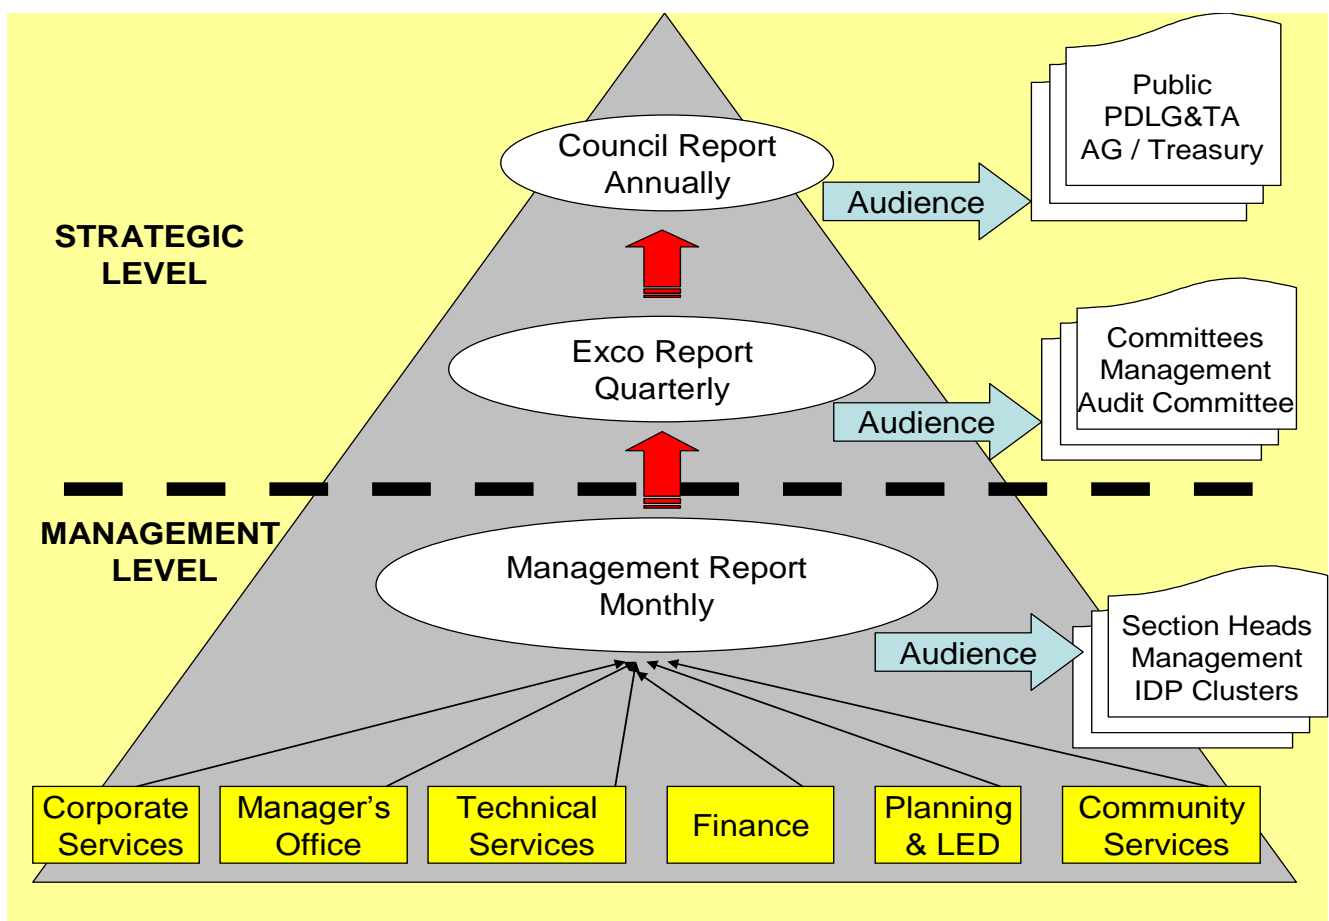 Public
PDLG&TA
AG / Treasury
Council Report
Annually
Audience
STRATEGIC
LEVEL
Committees
Management
Audit Committee
Exco Report
Quarterly
Audience
MANAGEMENT
LEVEL
Management Report
Monthly
Section Heads
Management
IDP Clusters
Audience
Corporate
Services
Manager’s
Office
Technical
Services
Finance
Planning
& LED
Community
Services